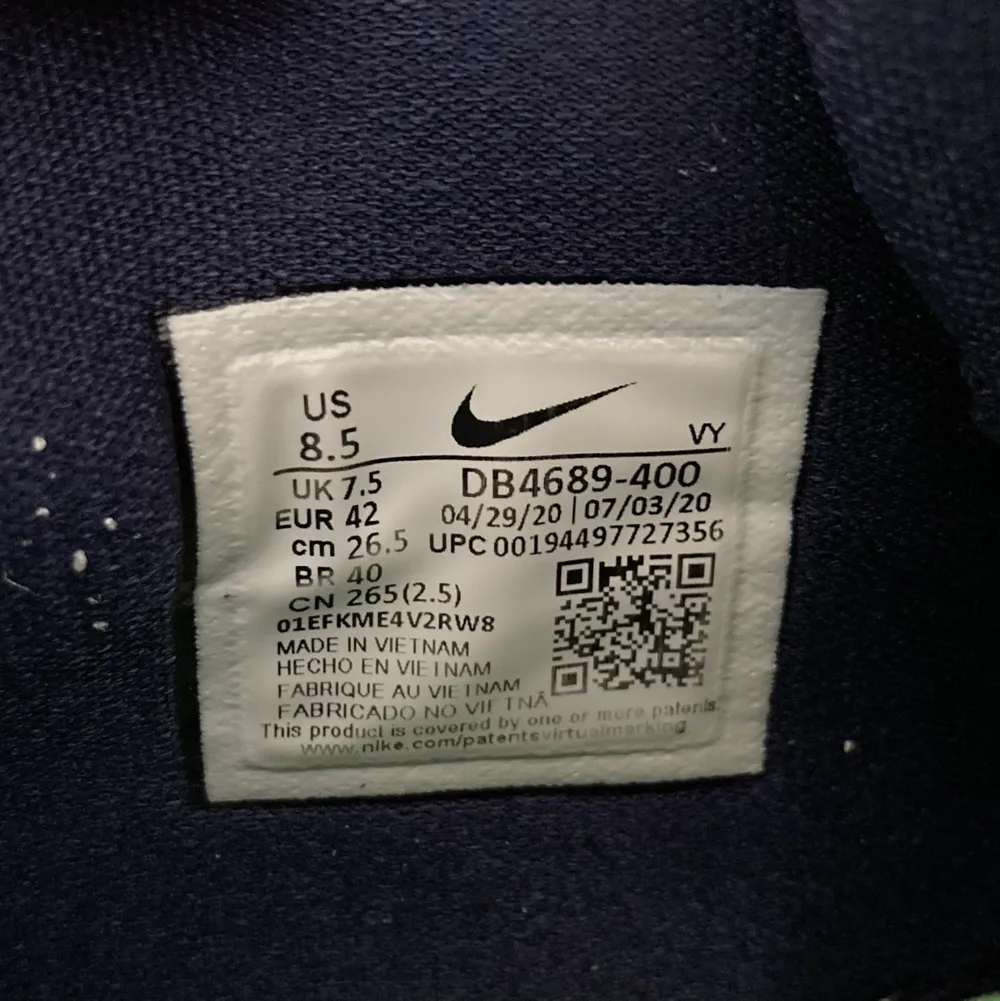 US
8.5
VY
UK 7.5
DB4689-400
EUR 42
04/29/20 | 07/03/20
cm 26.5
UPC 00194497727356
BR 40
CN 265(2.5)
01EFKME4V2RW8
MADE IN VIETNAM
HECHO EN VIETNAM
FABRIQUE AU VIETNAM
FABRICADO NO VIETNÃ
This product is covered by one or more patents.
www.nike.com/patentsvirtualmarking